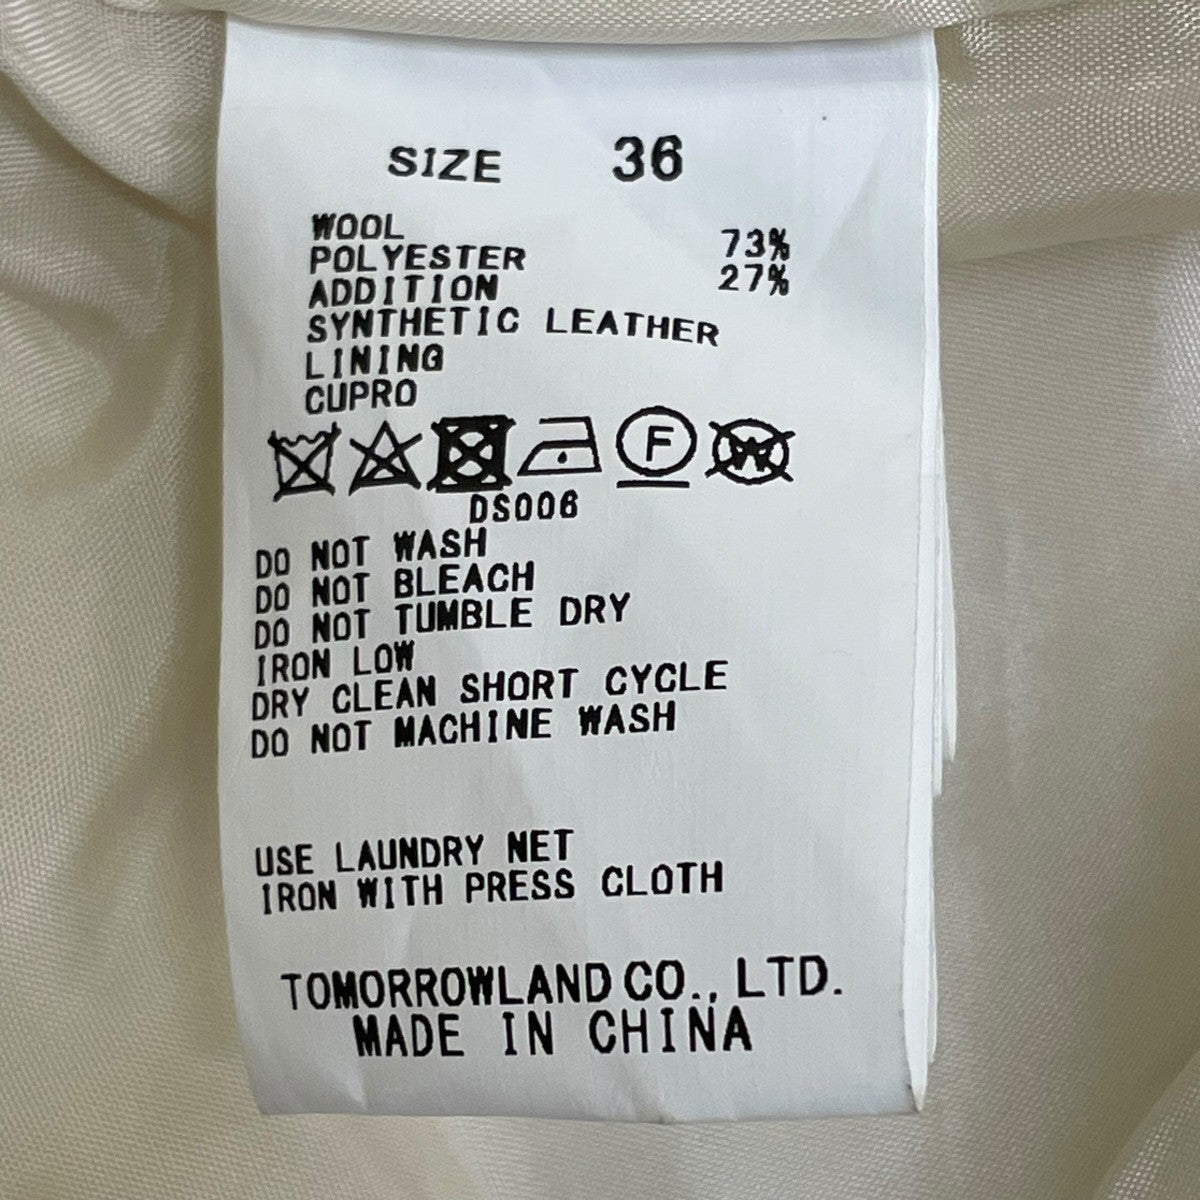 SIZE 36
WOOL 73%
POLYESTER 27%
ADDITION
SYNTHETIC LEATHER
LINING
CUPRO
F W
DS006
DO NOT WASH
DO NOT BLEACH
DO NOT TUMBLE DRY
IRON LOW
DRY CLEAN SHORT CYCLE
DO NOT MACHINE WASH
USE LAUNDRY NET
IRON WITH PRESS CLOTH
TOMORROWLAND CO., LTD.
MADE IN CHINA